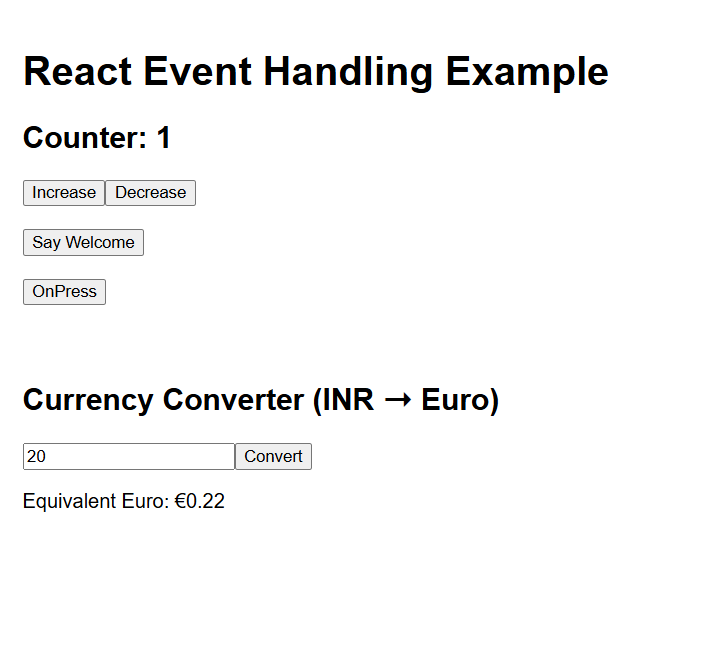 React Event Handling Example
Counter: 1
Increase Decrease
Say Welcome
OnPress
Currency Converter (INR → Euro)
20 Convert
Equivalent Euro: €0.22